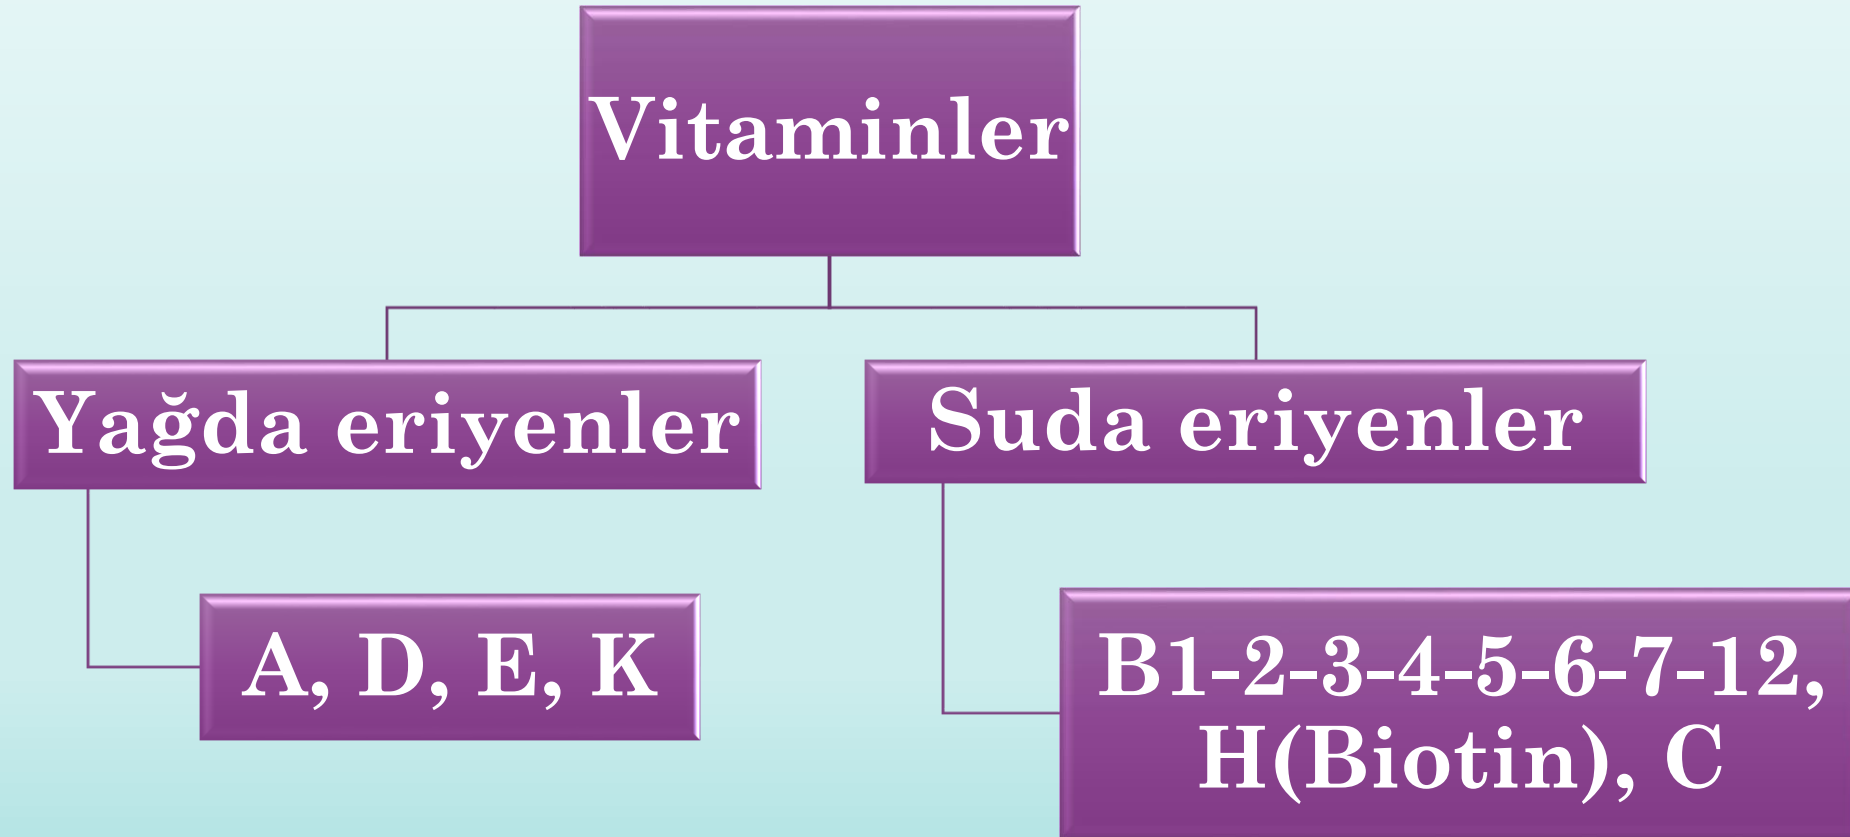 Vitaminler
Yağda eriyenler
Suda eriyenler
A, D, E, K
B1-2-3-4-5-6-7-12,
H(Biotin), C